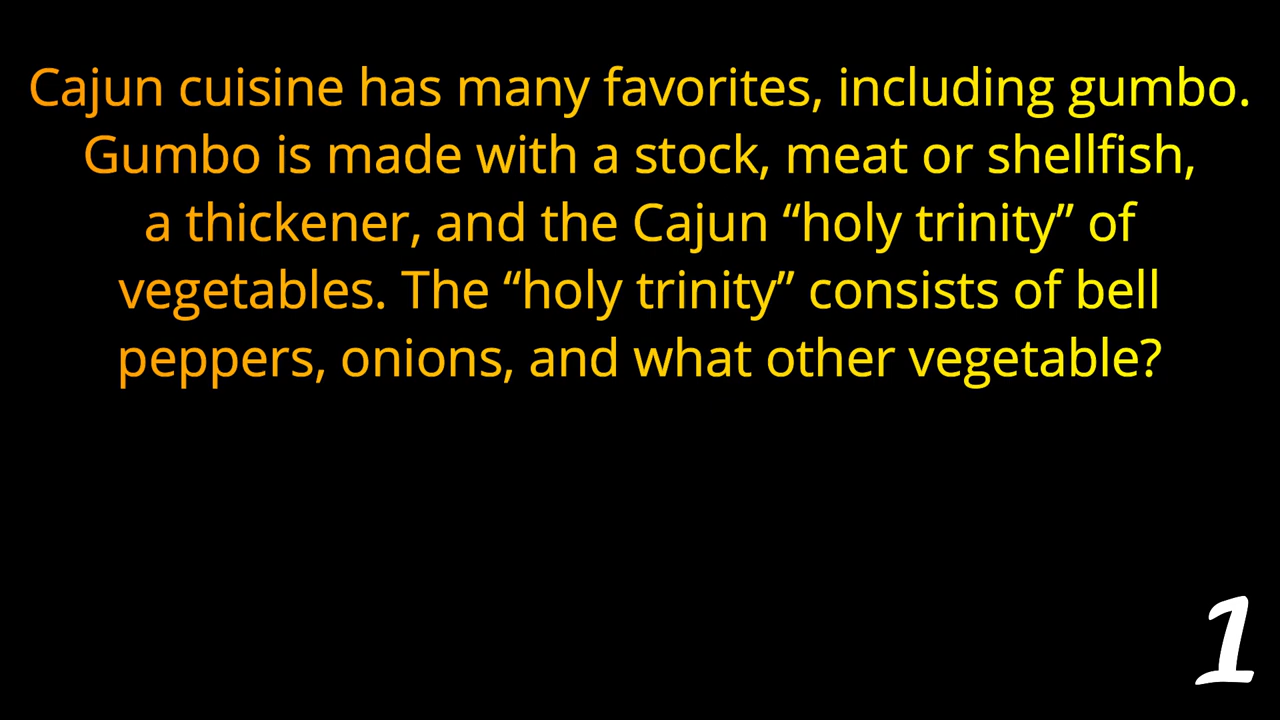 Cajun cuisine has many favorites, including gumbo.
Gumbo is made with a stock, meat or shellfish,
a thickener, and the Cajun “holy trinity” of
vegetables. The “holy trinity” consists of bell
peppers, onions, and what other vegetable?
1